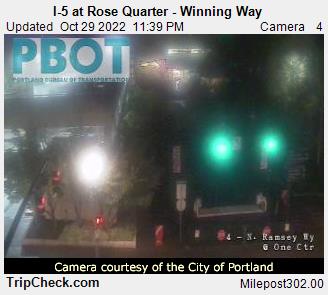 I-5 at Rose Quarter - Winning Way
Updated Oct 29 2022 11:39 PM Camera 4
PBOT
PORTLAND BUREAU OF TRANSPORTATION
4 - N. Ramsey Wy
@ One Ctr
Camera courtesy of the City of Portland
TripCheck.com Milepost302.00